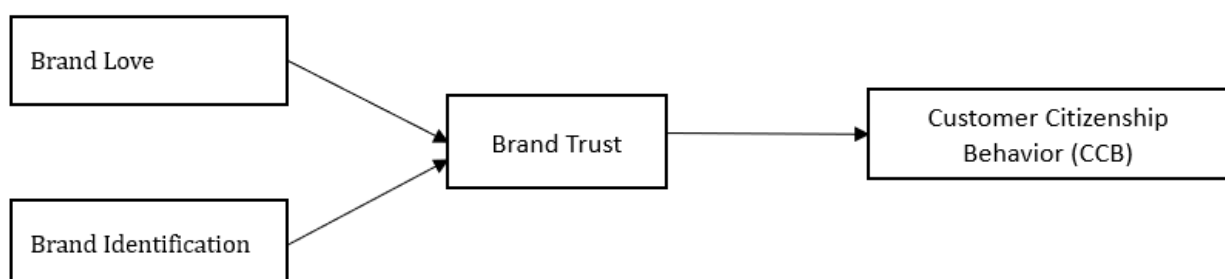 Brand Love
Brand Trust
Customer Citizenship
Behavior (CCB)
Brand Identification